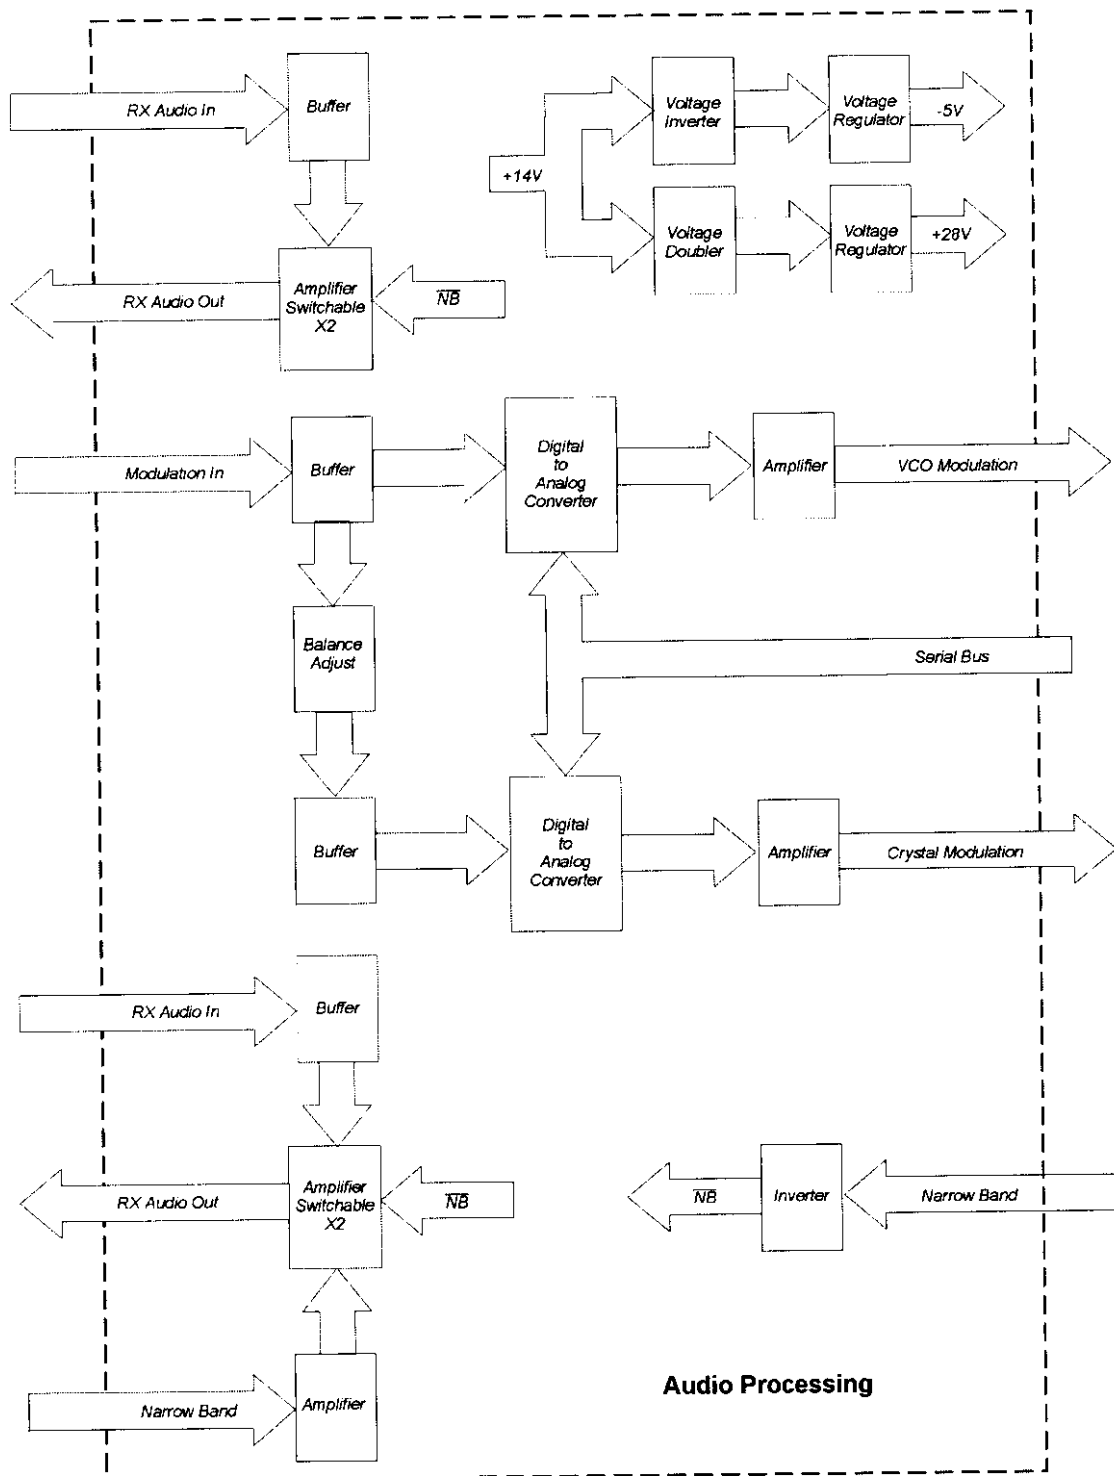 RX Audio In
Buffer
Voltage
Inverter
Voltage
Regulator
-5V
+14V
Voltage
Doubler
Voltage
Regulator
+28V
RX Audio Out
Amplifier
Switchable
X2
N̅B̅
Modulation In
Buffer
Digital
to
Analog
Converter
Amplifier
VCO Modulation
Balance
Adjust
Serial Bus
Buffer
Digital
to
Analog
Converter
Amplifier
Crystal Modulation
RX Audio In
Buffer
RX Audio Out
Amplifier
Switchable
X2
N̅B̅
N̅B̅
Inverter
Narrow Band
Narrow Band
Amplifier
Audio Processing